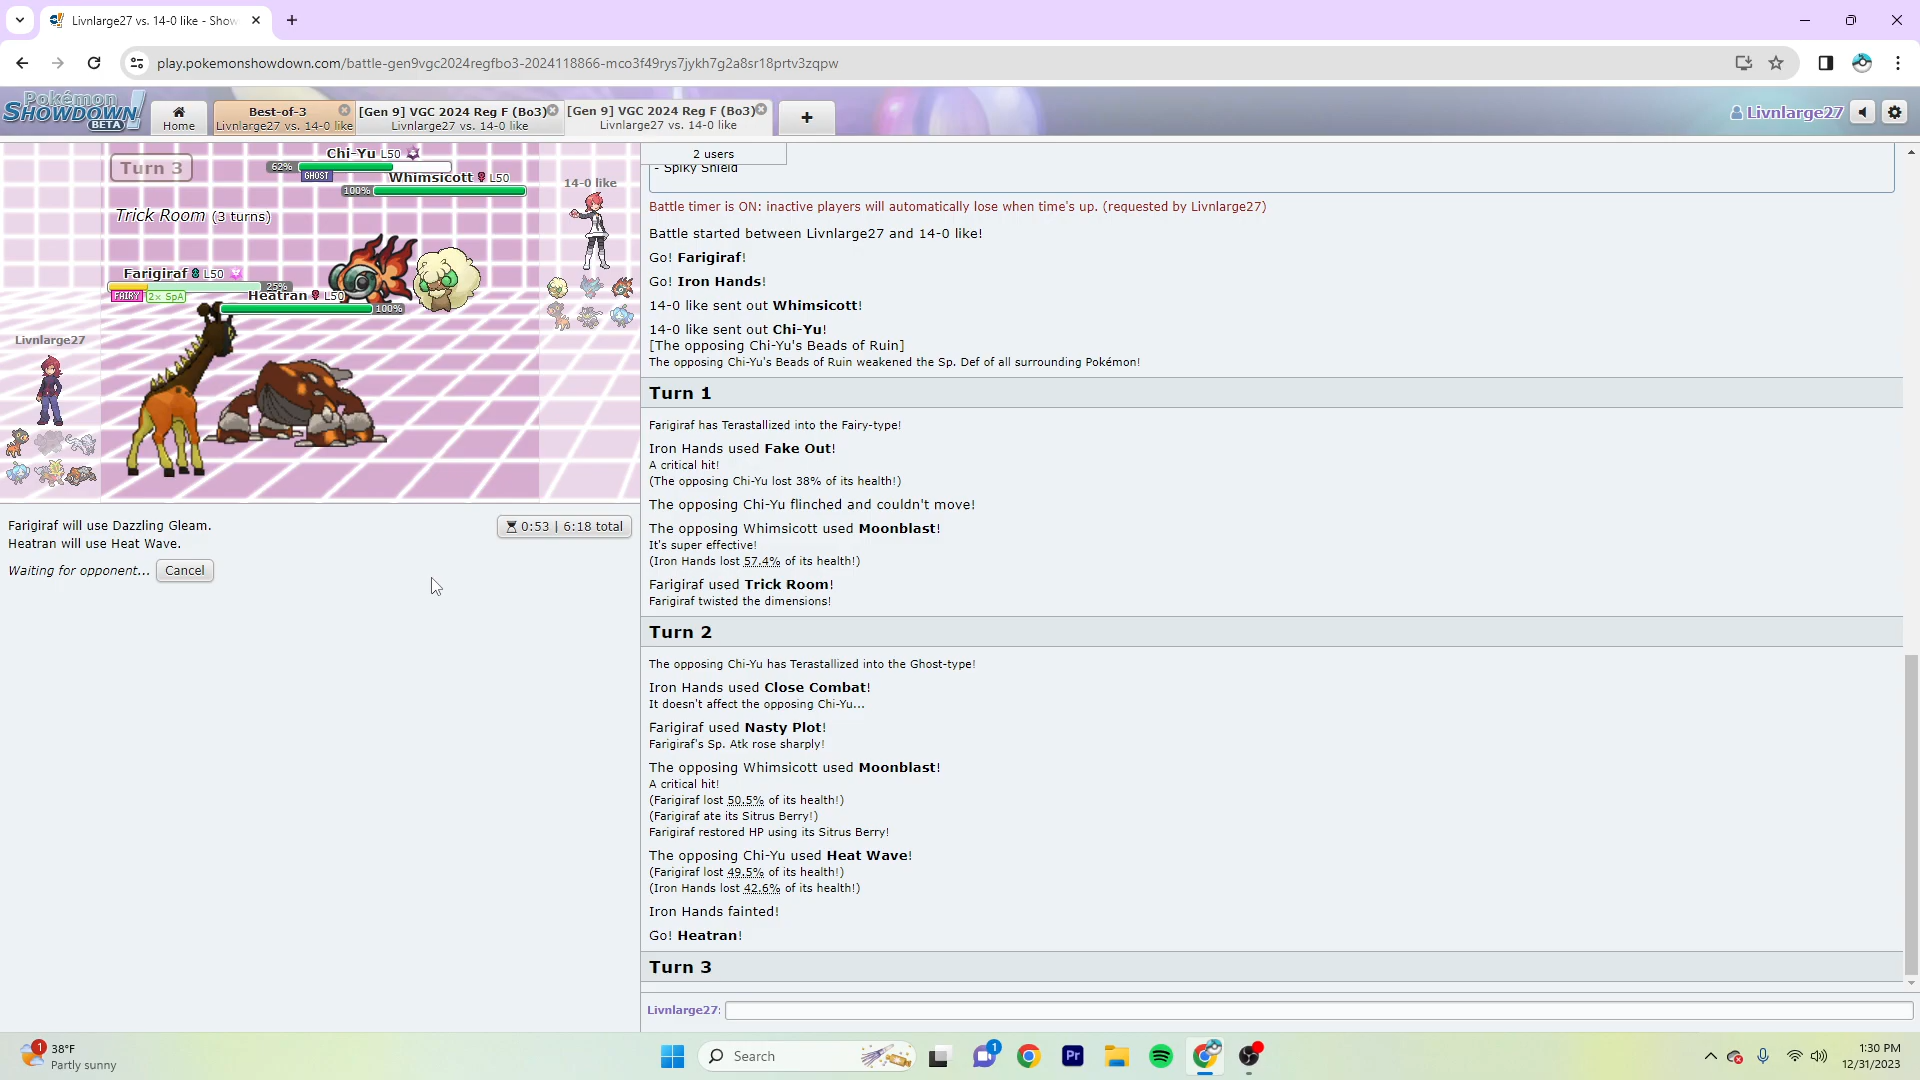 Livnlarge27 vs. 14-0 like - Show
play.pokemonshowdown.com/battle-gen9vgc2024regfbo3-2024118866-mco3f49rys7jykh7g2a8sr18prtv3zqpw
Pokémon
SHOWDOWN!
BETA
Home
Best-of-3
Livnlarge27 vs. 14-0 like
[Gen 9] VGC 2024 Reg F (Bo3)
Livnlarge27 vs. 14-0 like
[Gen 9] VGC 2024 Reg F (Bo3)
Livnlarge27 vs. 14-0 like
+
Livnlarge27
Turn 3
Chi-Yu L50
62%
GHOST
Whimsicott L50
100%
14-0 like
Trick Room (3 turns)
Farigiraf L50
25%
FAIRY 2× SpA
Heatran L50
100%
Livnlarge27
Farigiraf will use Dazzling Gleam.
Heatran will use Heat Wave.
Waiting for opponent... Cancel
0:53 | 6:18 total
2 users
- Spiky Shield
Battle timer is ON: inactive players will automatically lose when time's up. (requested by Livnlarge27)
Battle started between Livnlarge27 and 14-0 like!
Go! Farigiraf!
Go! Iron Hands!
14-0 like sent out Whimsicott!
14-0 like sent out Chi-Yu!
[The opposing Chi-Yu's Beads of Ruin]
The opposing Chi-Yu's Beads of Ruin weakened the Sp. Def of all surrounding Pokémon!
Turn 1
Farigiraf has Terastallized into the Fairy-type!
Iron Hands used Fake Out!
A critical hit!
(The opposing Chi-Yu lost 38% of its health!)
The opposing Chi-Yu flinched and couldn't move!
The opposing Whimsicott used Moonblast!
It's super effective!
(Iron Hands lost 57.4% of its health!)
Farigiraf used Trick Room!
Farigiraf twisted the dimensions!
Turn 2
The opposing Chi-Yu has Terastallized into the Ghost-type!
Iron Hands used Close Combat!
It doesn't affect the opposing Chi-Yu...
Farigiraf used Nasty Plot!
Farigiraf's Sp. Atk rose sharply!
The opposing Whimsicott used Moonblast!
A critical hit!
(Farigiraf lost 50.5% of its health!)
(Farigiraf ate its Sitrus Berry!)
Farigiraf restored HP using its Sitrus Berry!
The opposing Chi-Yu used Heat Wave!
(Farigiraf lost 49.5% of its health!)
(Iron Hands lost 42.6% of its health!)
Iron Hands fainted!
Go! Heatran!
Turn 3
Livnlarge27:
1
38°F
Partly sunny
Search
1
Pr
1:30 PM
12/31/2023